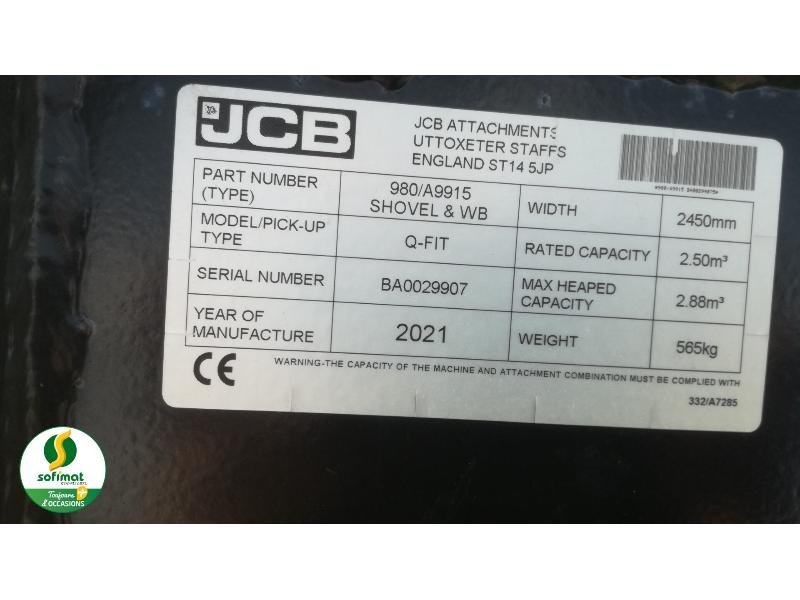 JCB
JCB ATTACHMENTS
UTTOXETER STAFFS
ENGLAND ST14 5JP
PART NUMBER
(TYPE)
980/A9915
SHOVEL & WB
WIDTH
2450mm
MODEL/PICK-UP
TYPE
Q-FIT
RATED CAPACITY
2.50m³
SERIAL NUMBER
BA0029907
MAX HEAPED
CAPACITY
2.88m³
YEAR OF
MANUFACTURE
2021
WEIGHT
565kg
CE
WARNING-THE CAPACITY OF THE MACHINE AND ATTACHMENT COMBINATION MUST BE COMPLIED WITH
332/A7285
sofimat
Toujours +
d'OCCASIONS